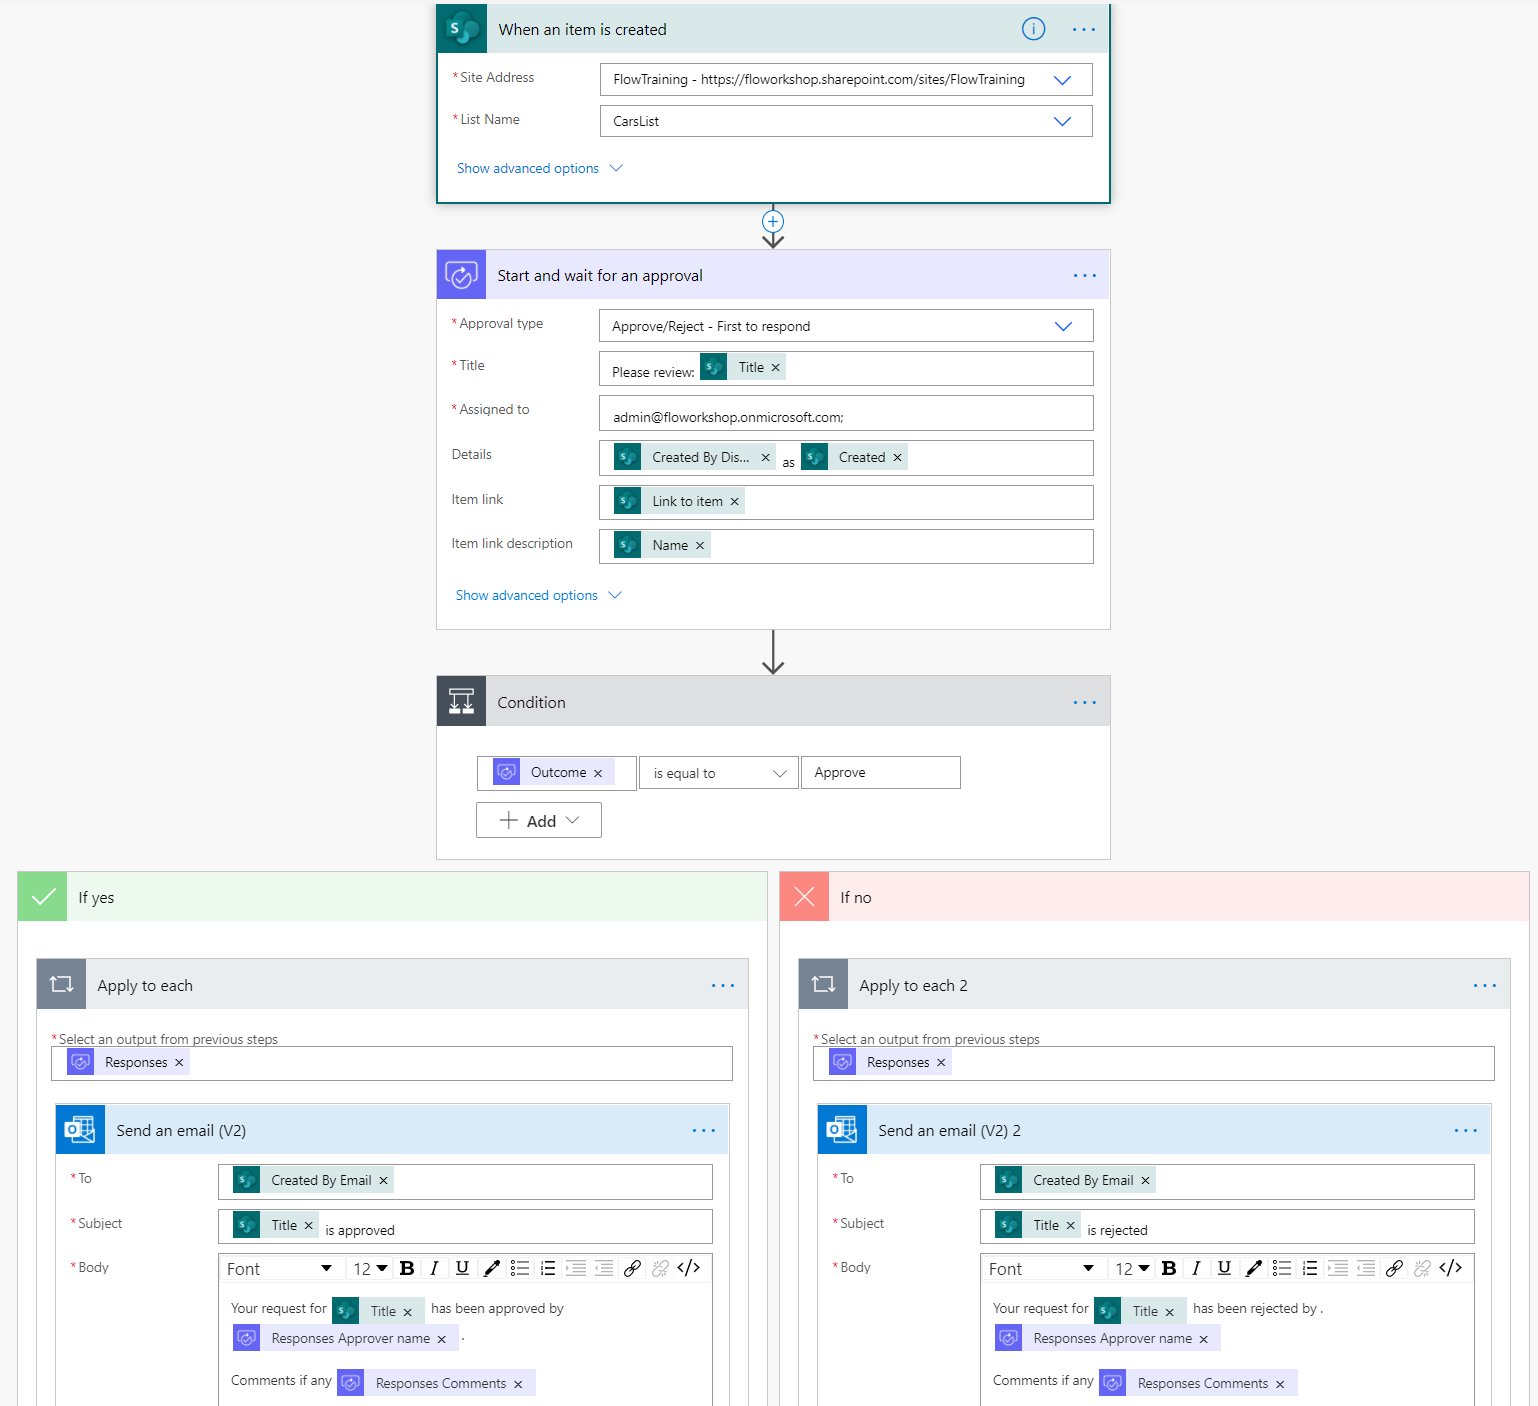 When an item is created
* Site Address
FlowTraining - https://floworkshop.sharepoint.com/sites/FlowTraining
* List Name
CarsList
Show advanced options
Start and wait for an approval
* Approval type
Approve/Reject - First to respond
* Title
Please review: Title ×
* Assigned to
admin@floworkshop.onmicrosoft.com;
Details
Created By Dis... × as Created ×
Item link
Link to item ×
Item link description
Name ×
Show advanced options
Condition
Outcome × is equal to Approve
+ Add
If yes
Apply to each
* Select an output from previous steps
Responses ×
Send an email (V2)
* To
Created By Email ×
* Subject
Title × is approved
* Body
Font 12 B I U </>
Your request for Title × has been approved by
Responses Approver name × .
Comments if any Responses Comments ×
If no
Apply to each 2
* Select an output from previous steps
Responses ×
Send an email (V2) 2
* To
Created By Email ×
* Subject
Title × is rejected
* Body
Font 12 B I U </>
Your request for Title × has been rejected by .
Responses Approver name ×
Comments if any Responses Comments ×